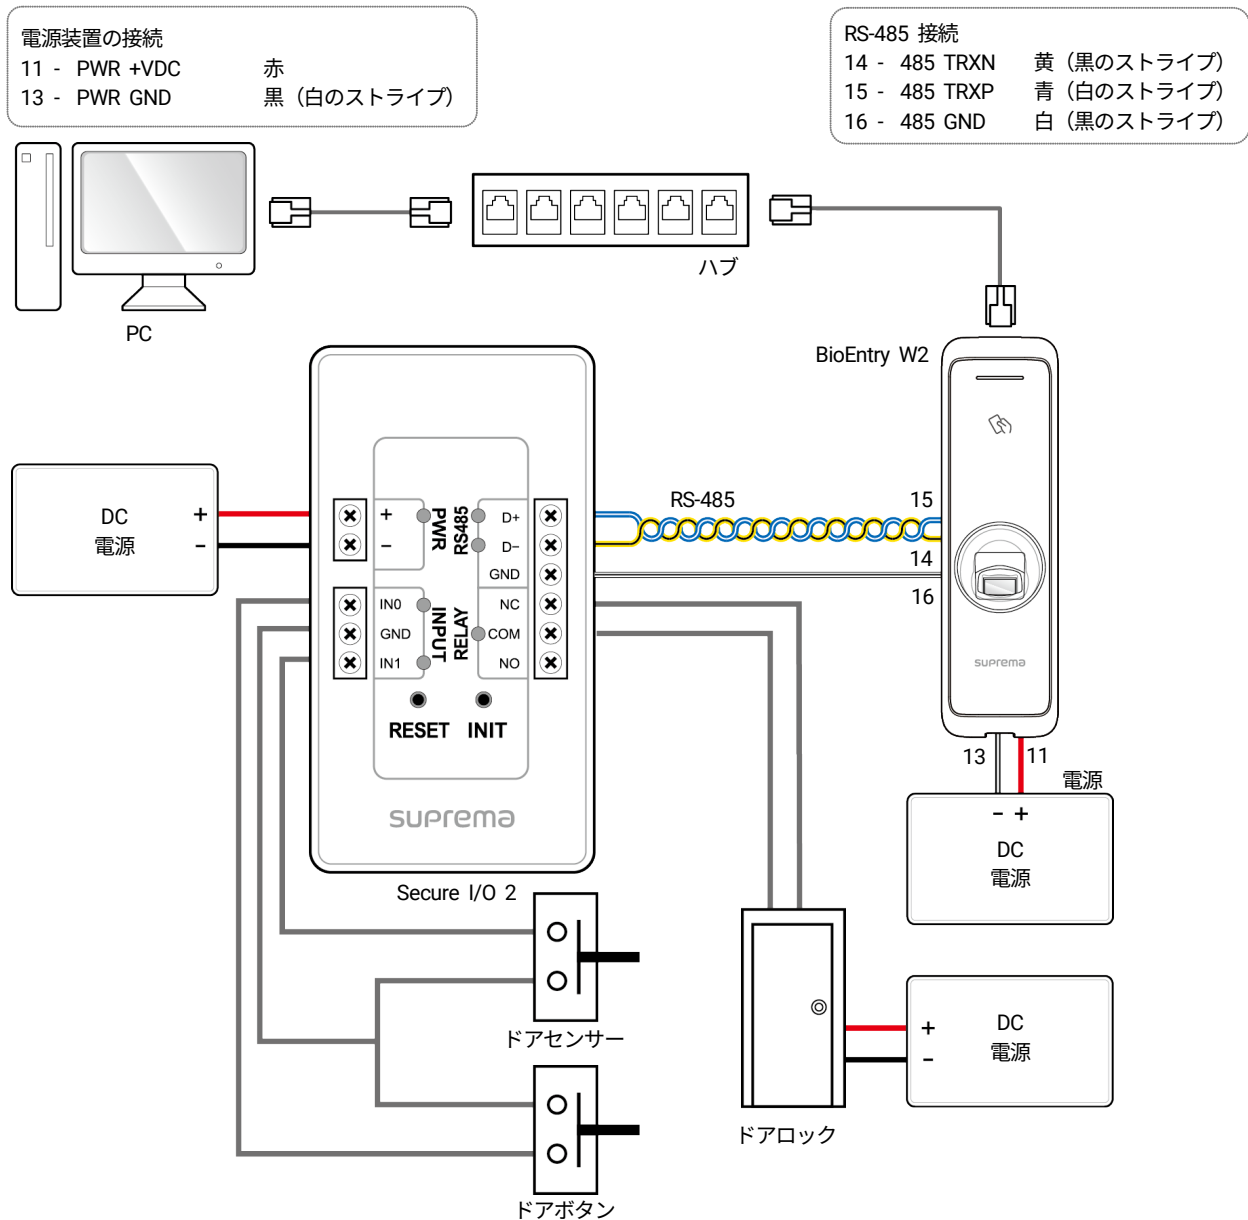 電源装置の接続
11 - PWR +VDC 赤
13 - PWR GND 黒（白のストライプ）
RS-485 接続
14 - 485 TRXN 黄（黒のストライプ）
15 - 485 TRXP 青（白のストライプ）
16 - 485 GND 白（黒のストライプ）
ハブ
PC
BioEntry W2
DC
電源
+
-
+
-
PWR
RS485
D+
D-
GND
IN0
GND
IN1
INPUT
RELAY
NC
COM
NO
RESET INIT
suprema
Secure I/O 2
RS-485
15
14
16
suprema
13
11
電源
- +
DC
電源
ドアセンサー
ドアボタン
ドアロック
+
-
DC
電源